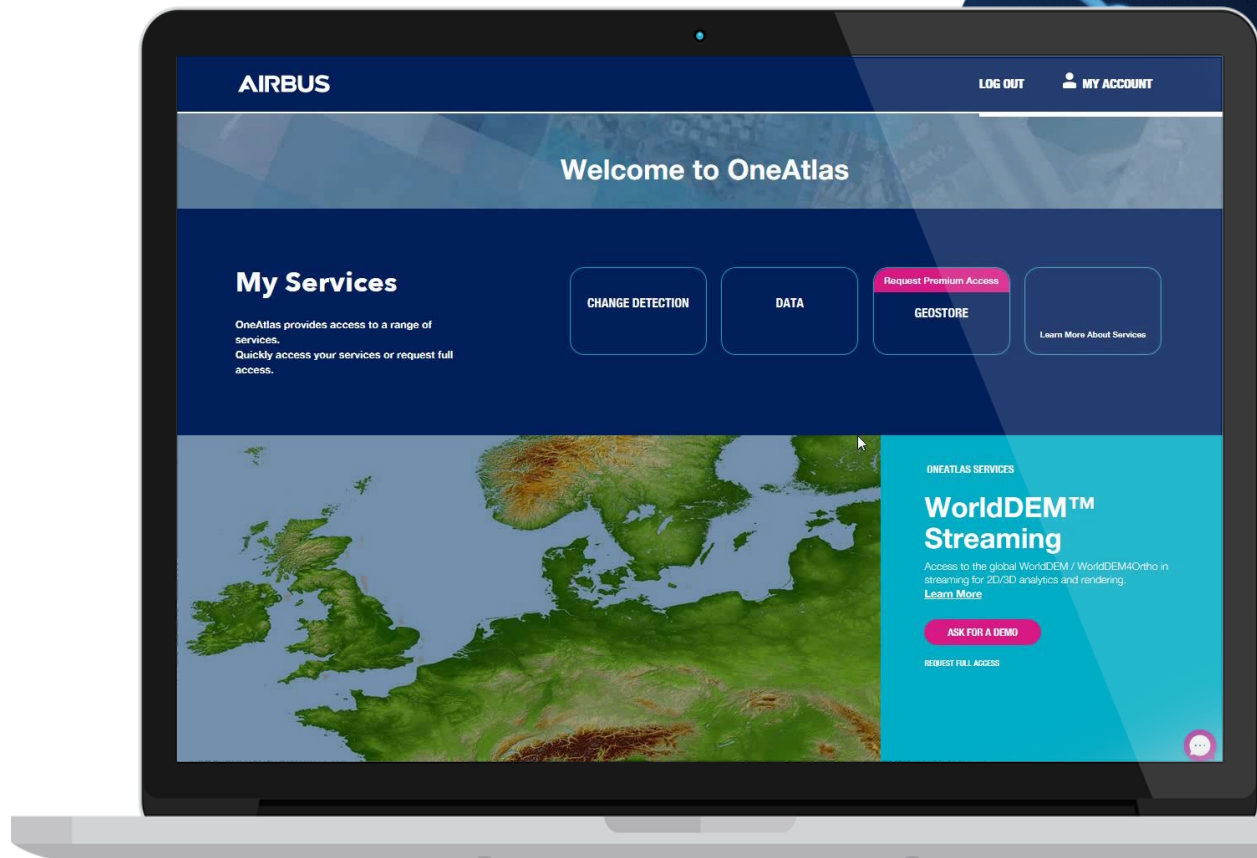 AIRBUS
LOG OUT
MY ACCOUNT
Welcome to OneAtlas
My Services
OneAtlas provides access to a range of
services.
Quickly access your services or request full
access.
CHANGE DETECTION
DATA
Request Premium Access
GEOSTORE
Learn More About Services
ONEATLAS SERVICES
WorldDEM™
Streaming
Access to the global WorldDEM / WorldDEM4Ortho in
streaming for 2D/3D analytics and rendering.
Learn More
ASK FOR A DEMO
REQUEST FULL ACCESS